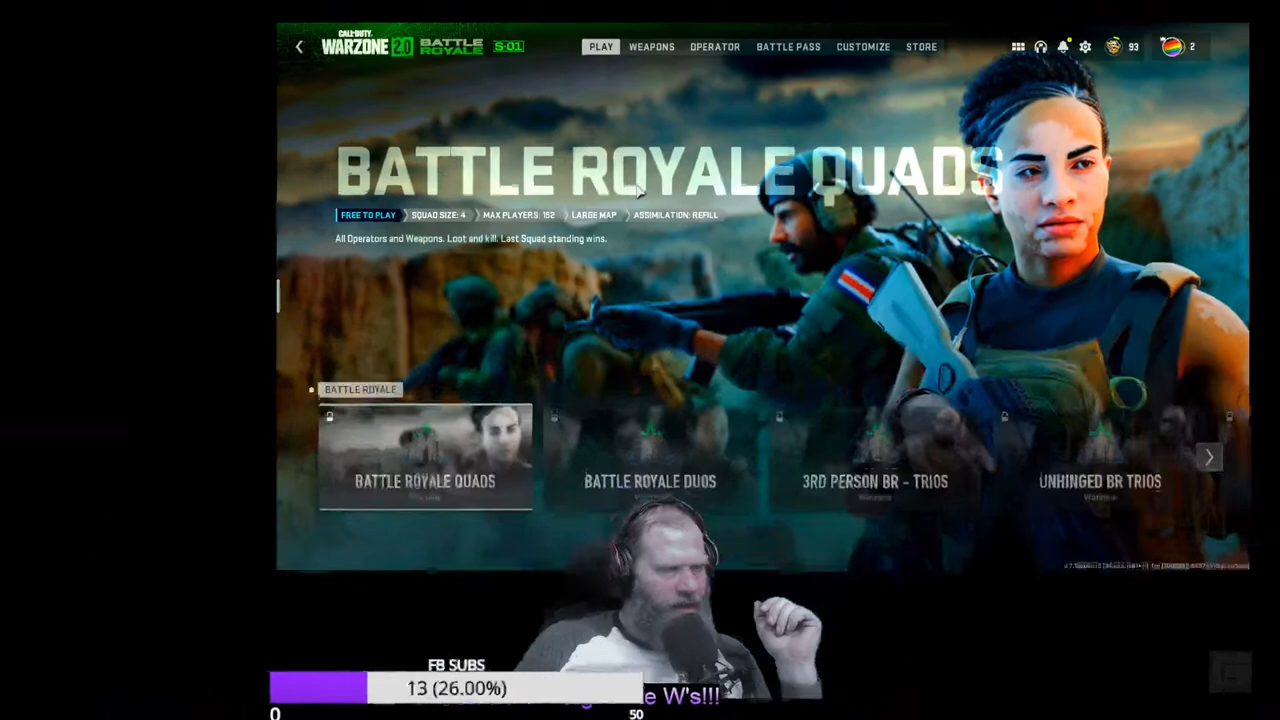 CALL OF DUTY
WARZONE 2.0 BATTLE ROYALE S-01
PLAY WEAPONS OPERATOR BATTLE PASS CUSTOMIZE STORE
93
2
BATTLE ROYALE QUADS
FREE TO PLAY SQUAD SIZE: 4 MAX PLAYERS: 152 LARGE MAP ASSIMILATION: REFILL
All Operators and Weapons. Loot and kill. Last Squad standing wins.
BATTLE ROYALE
BATTLE ROYALE QUADS
BATTLE ROYALE DUOS
3RD PERSON BR - TRIOS
Warzone
UNHINGED BR TRIOS
Warzone
FB SUBS
13 (26.00%)
W's!!!
0
50